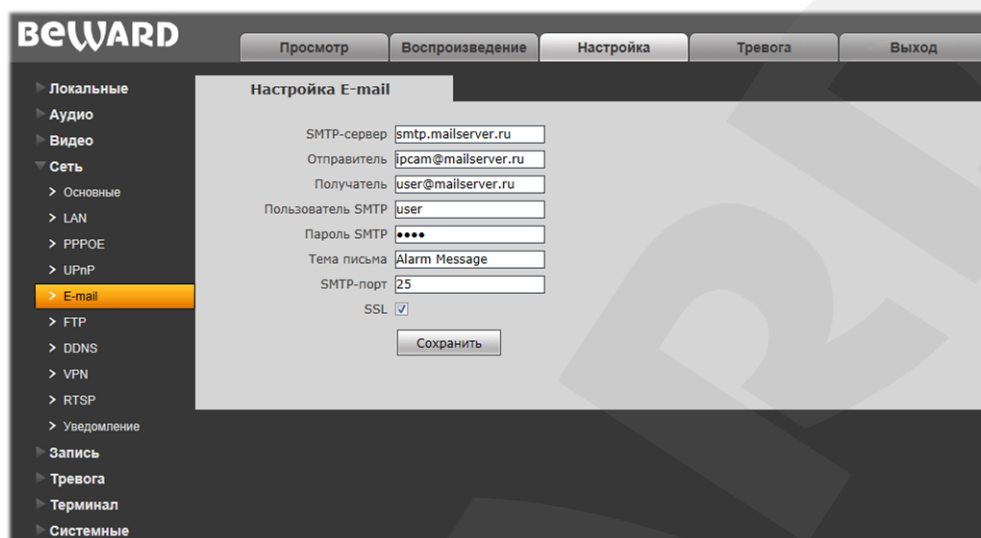 BEWARD
Просмотр
Воспроизведение
Настройка
Тревога
Выход
Локальные
Аудио
Видео
Сеть
Основные
LAN
PPPOE
UPnP
E-mail
FTP
DDNS
VPN
RTSP
Уведомление
Запись
Тревога
Терминал
Системные
Настройка E-mail
SMTP-сервер smtp.mailserver.ru
Отправитель ipcam@mailserver.ru
Получатель user@mailserver.ru
Пользователь SMTP user
Пароль SMTP ••••
Тема письма Alarm Message
SMTP-порт 25
SSL
Сохранить